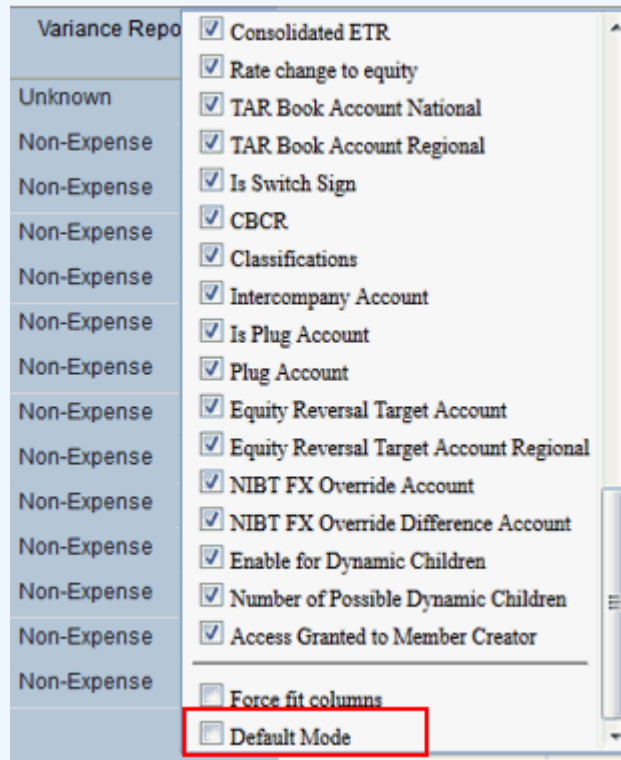 Variance Repo
Unknown
Non-Expense
Non-Expense
Non-Expense
Non-Expense
Non-Expense
Non-Expense
Non-Expense
Non-Expense
Non-Expense
Non-Expense
Non-Expense
Non-Expense
Non-Expense
Consolidated ETR
Rate change to equity
TAR Book Account National
TAR Book Account Regional
Is Switch Sign
CBCR
Classifications
Intercompany Account
Is Plug Account
Plug Account
Equity Reversal Target Account
Equity Reversal Target Account Regional
NIBT FX Override Account
NIBT FX Override Difference Account
Enable for Dynamic Children
Number of Possible Dynamic Children
Access Granted to Member Creator
Force fit columns
Default Mode